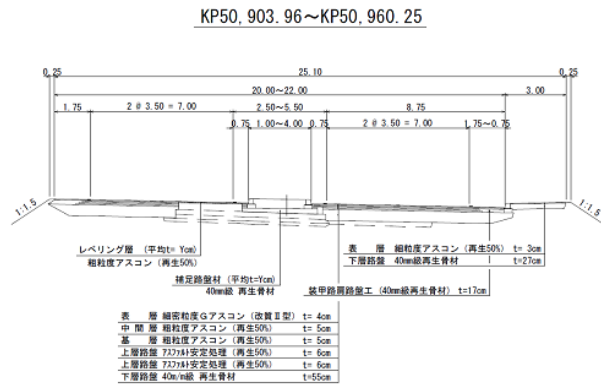 KP50,903.96～KP50,960.25
0.25 25.10 0.25
20.00～22.00 3.00
1.75 2 @ 3.50 = 7.00 2.50～5.50 8.75
0.75 1.00～4.00 0.75 2 @ 3.50 = 7.00 1.75～0.75
1:1.5 1:1.5
レベリング層 (平均t= Ycm)
粗粒度アスコン (再生50%)
表 層 細粒度アスコン (再生50%) t= 3cm
下層路盤 40mm級 再生骨材 t=27cm
補足路盤材 (平均t=Ycm)
40mm級 再生骨材
装甲路肩路盤工 (40mm級再生骨材) t=17cm
表 層 細密粒度Gアスコン (改質Ⅱ型) t= 4cm
中 間 層 粗粒度アスコン (再生50%) t= 5cm
基 層 粗粒度アスコン (再生50%) t= 5cm
上層路盤 ｱｽﾌｧﾙﾄ安定処理 (再生50%) t= 6cm
上層路盤 ｱｽﾌｧﾙﾄ安定処理 (再生50%) t= 6cm
下層路盤 40m/m級 再生骨材 t=55cm